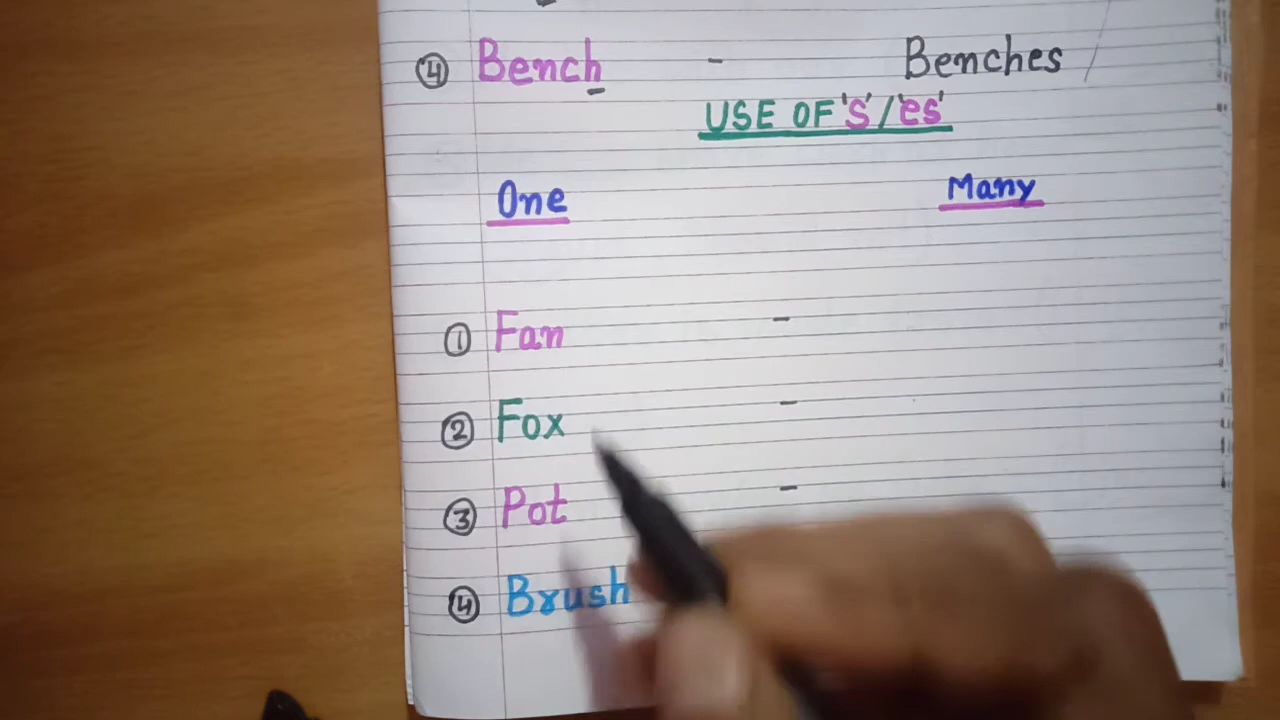 ④ Bench - Benches
USE OF 's'/'es'
One Many
① Fan -
② Fox -
③ Pot -
④ Brush